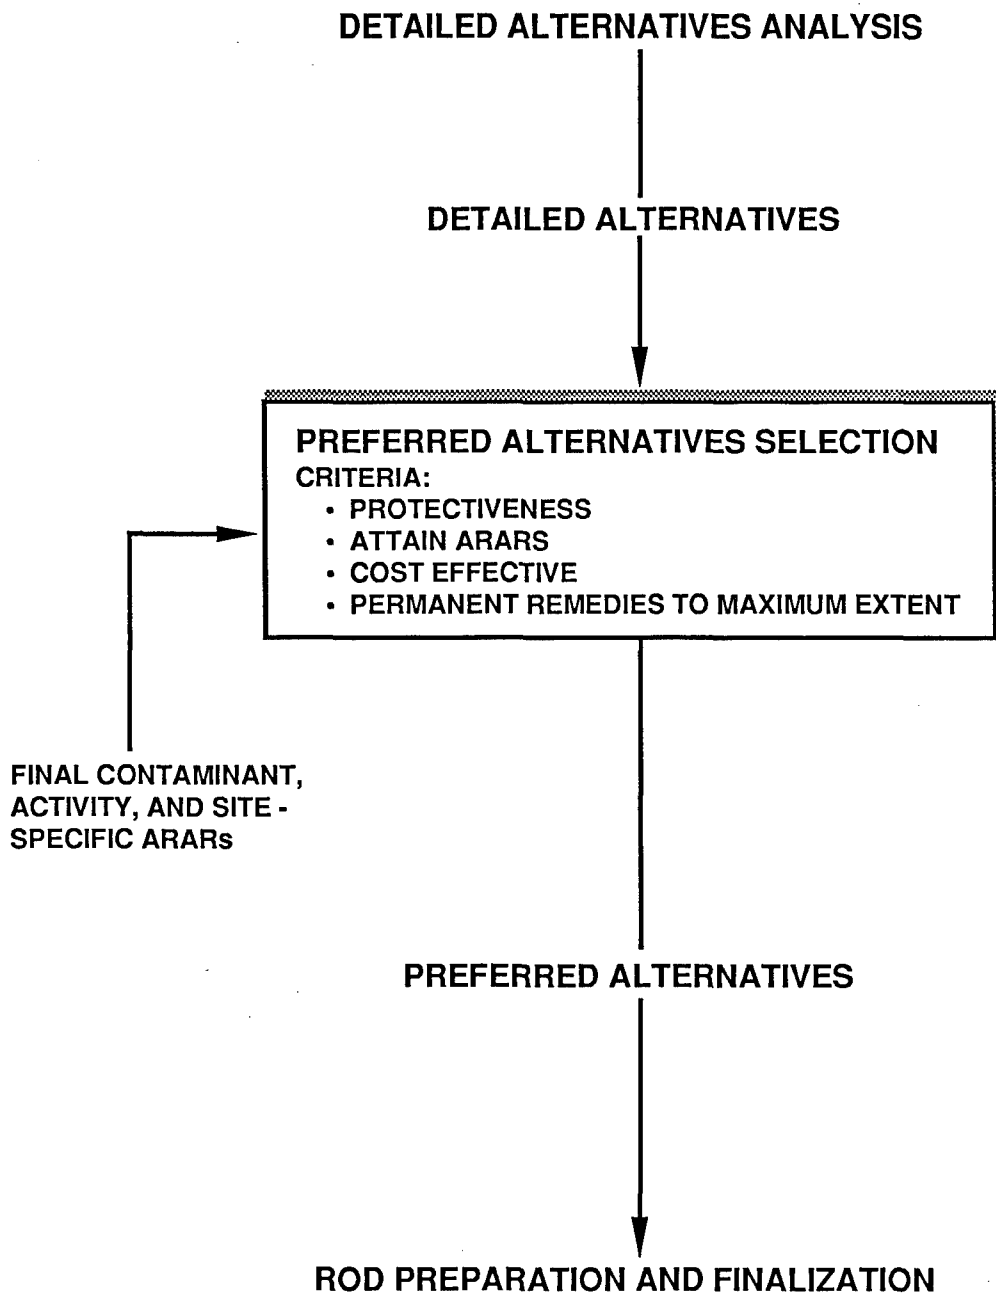 DETAILED ALTERNATIVES ANALYSIS
DETAILED ALTERNATIVES
PREFERRED ALTERNATIVES SELECTION
CRITERIA:
• PROTECTIVENESS
• ATTAIN ARARS
• COST EFFECTIVE
• PERMANENT REMEDIES TO MAXIMUM EXTENT
FINAL CONTAMINANT,
ACTIVITY, AND SITE -
SPECIFIC ARARs
PREFERRED ALTERNATIVES
ROD PREPARATION AND FINALIZATION